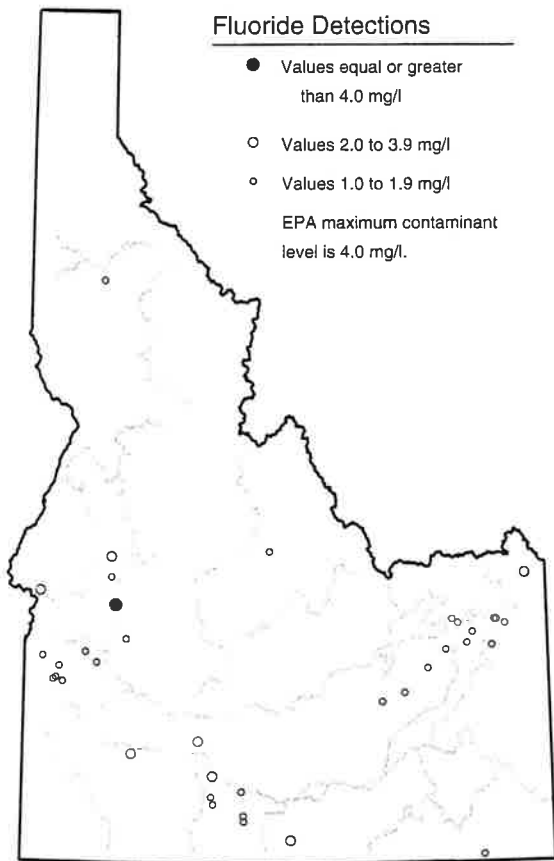 Fluoride Detections
Values equal or greater
than 4.0 mg/l
Values 2.0 to 3.9 mg/l
Values 1.0 to 1.9 mg/l
EPA maximum contaminant
level is 4.0 mg/l.